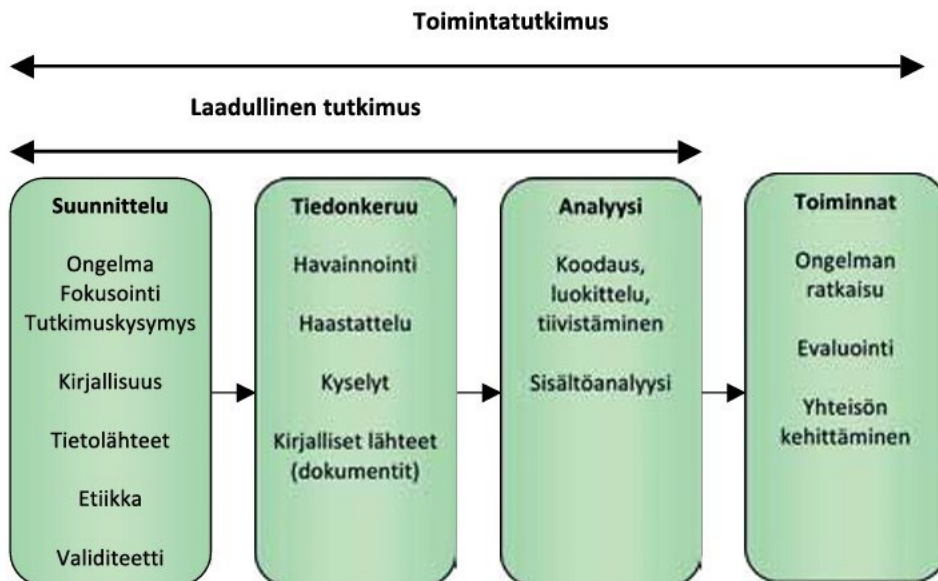 Toimintatutkimus
Laadullinen tutkimus
Suunnittelu
Ongelma
Fokusointi
Tutkimuskysymys
Kirjallisuus
Tietolähteet
Etiikka
Validiteetti
Tiedonkeruu
Havainnointi
Haastattelu
Kyselyt
Kirjalliset lähteet
(dokumentit)
Analyysi
Koodaus,
luokittelu,
tiivistäminen
Sisältöanalyysi
Toiminnat
Ongelman
ratkaisu
Evaluointi
Yhteisön
kehittäminen